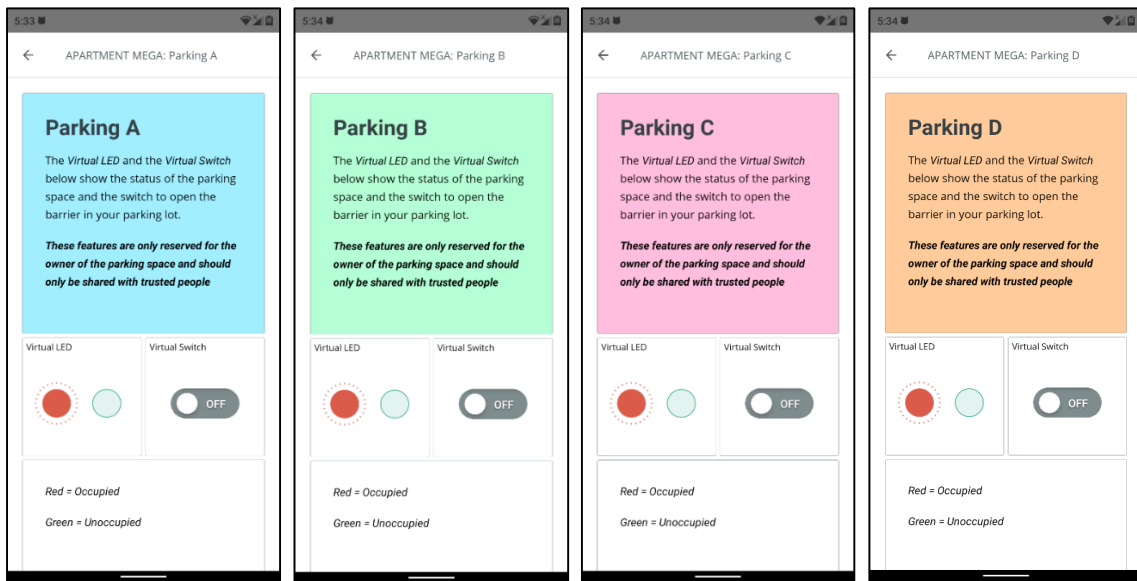 5:33
APARTMENT MEGA: Parking A
Parking A
The Virtual LED and the Virtual Switch
below show the status of the parking
space and the switch to open the
barrier in your parking lot.
These features are only reserved for the
owner of the parking space and should
only be shared with trusted people
Virtual LED
Virtual Switch
OFF
Red = Occupied
Green = Unoccupied
5:34
APARTMENT MEGA: Parking B
Parking B
The Virtual LED and the Virtual Switch
below show the status of the parking
space and the switch to open the
barrier in your parking lot.
These features are only reserved for the
owner of the parking space and should
only be shared with trusted people
Virtual LED
Virtual Switch
OFF
Red = Occupied
Green = Unoccupied
5:34
APARTMENT MEGA: Parking C
Parking C
The Virtual LED and the Virtual Switch
below show the status of the parking
space and the switch to open the
barrier in your parking lot.
These features are only reserved for the
owner of the parking space and should
only be shared with trusted people
Virtual LED
Virtual Switch
OFF
Red = Occupied
Green = Unoccupied
5:34
APARTMENT MEGA: Parking D
Parking D
The Virtual LED and the Virtual Switch
below show the status of the parking
space and the switch to open the
barrier in your parking lot.
These features are only reserved for the
owner of the parking space and should
only be shared with trusted people
Virtual LED
Virtual Switch
OFF
Red = Occupied
Green = Unoccupied